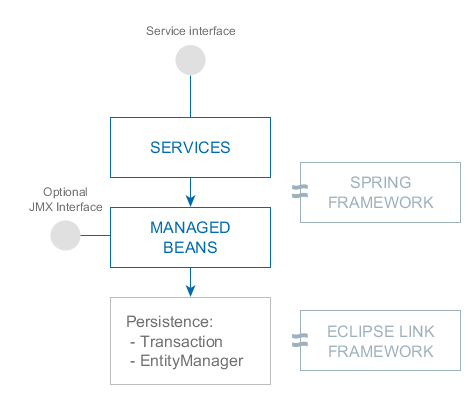 Service interface
SERVICES
SPRING
FRAMEWORK
Optional
JMX Interface
MANAGED
BEANS
Persistence:
- Transaction
- EntityManager
ECLIPSE LINK
FRAMEWORK